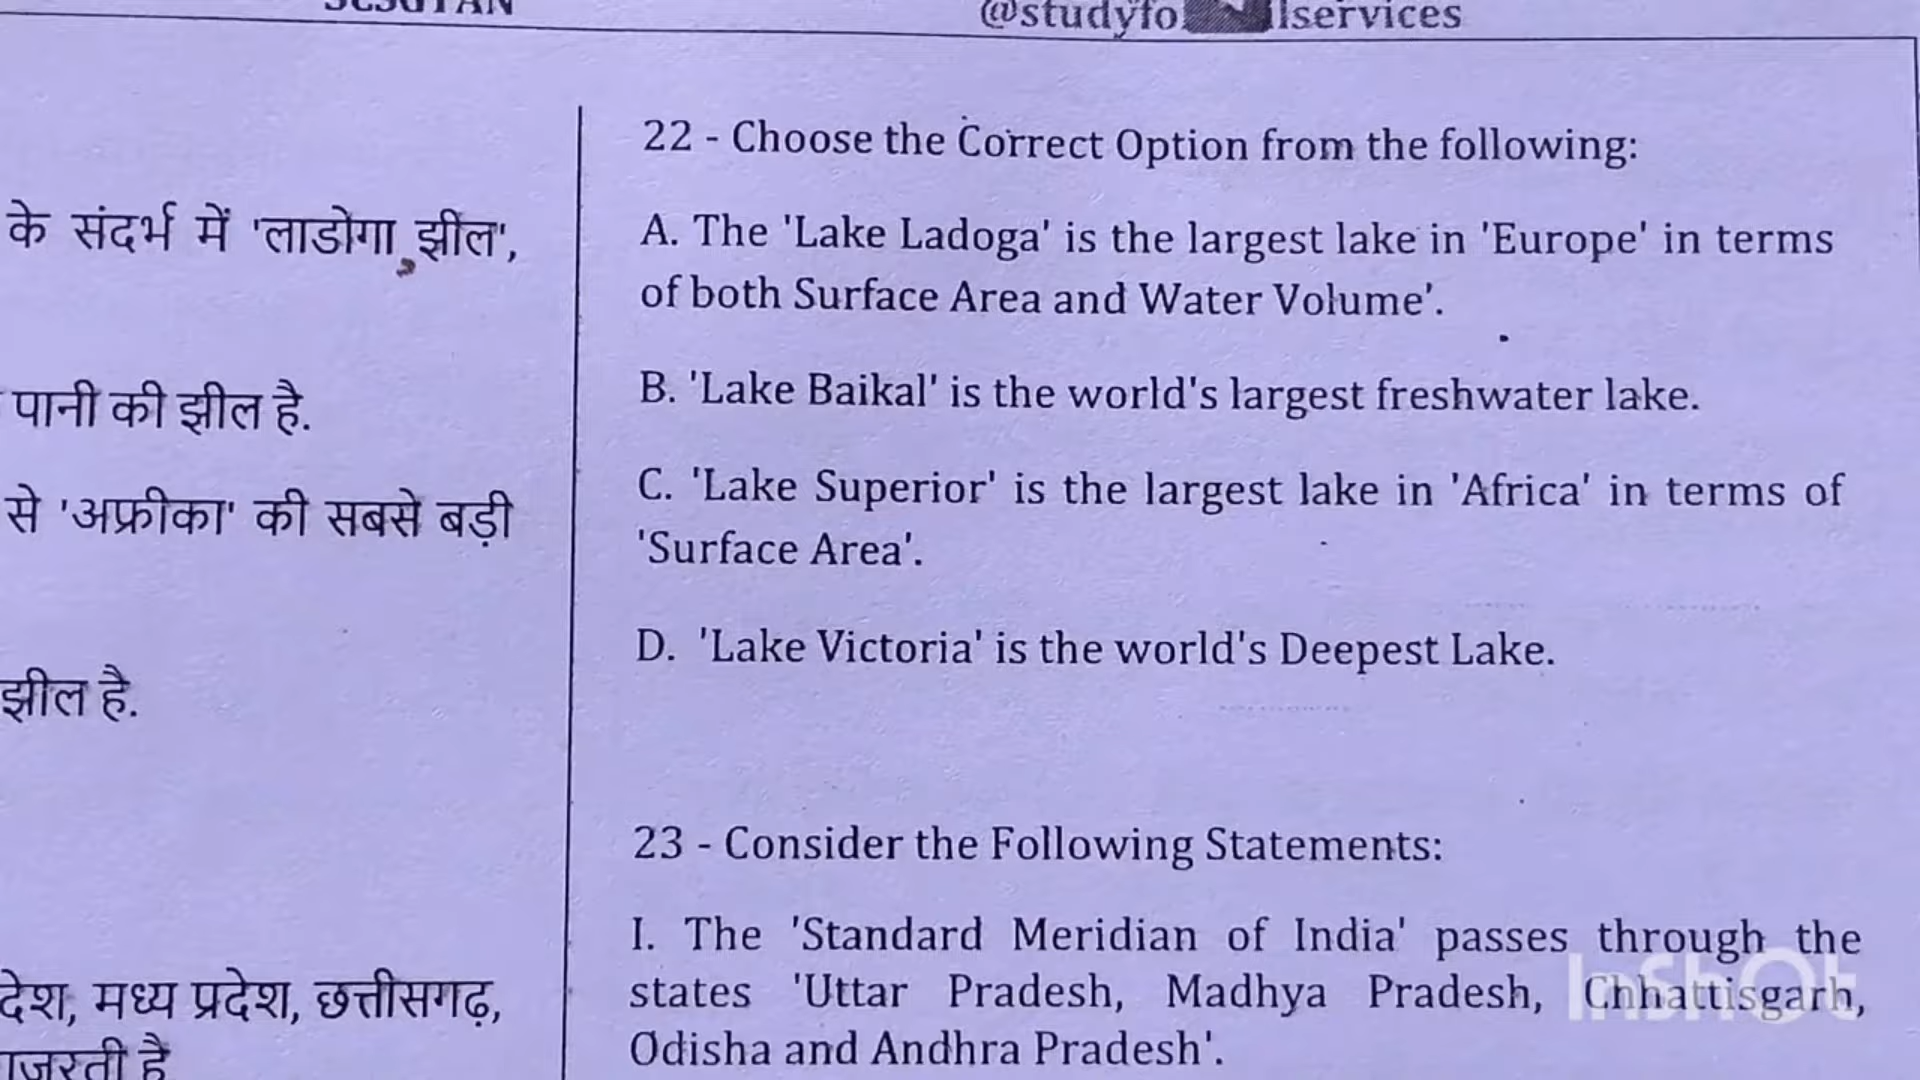 SCSGYAN
@studyfo lservices
के संदर्भ में 'लाडोगा झील',
पानी की झील है.
से 'अफ्रीका' की सबसे बड़ी
झील है.
देश, मध्य प्रदेश, छत्तीसगढ़,
गुजरती है
22 - Choose the Correct Option from the following:
A. The 'Lake Ladoga' is the largest lake in 'Europe' in terms
of both Surface Area and Water Volume'.
B. 'Lake Baikal' is the world's largest freshwater lake.
C. 'Lake Superior' is the largest lake in 'Africa' in terms of
'Surface Area'.
D. 'Lake Victoria' is the world's Deepest Lake.
23 - Consider the Following Statements:
I. The 'Standard Meridian of India' passes through the
states 'Uttar Pradesh, Madhya Pradesh, Chhattisgarh,
Odisha and Andhra Pradesh'.
InShOt